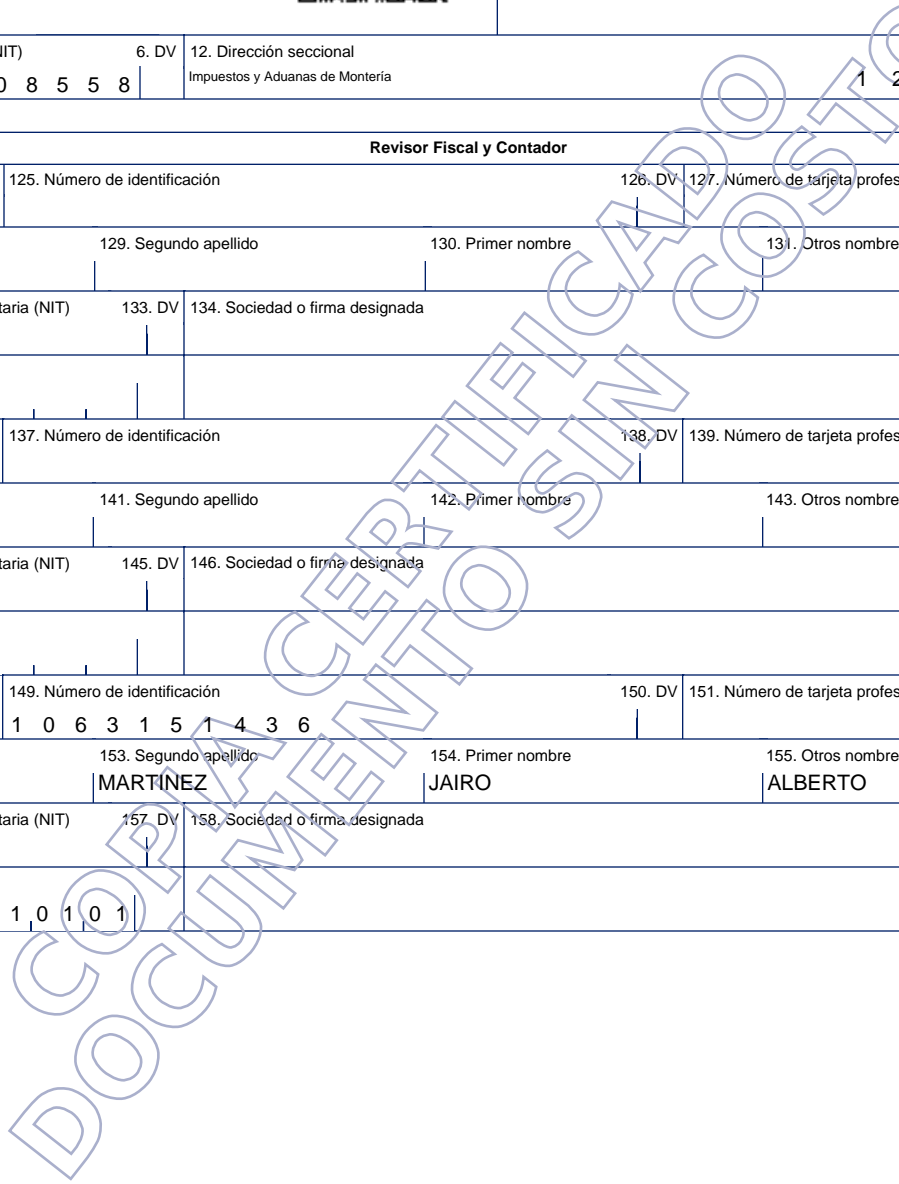 NIT) 6. DV 12. Dirección seccional
0 8 5 5 8 Impuestos y Aduanas de Montería 1 2
Revisor Fiscal y Contador
125. Número de identificación 126. DV 127. Número de tarjeta profes
129. Segundo apellido 130. Primer nombre 131. Otros nombre
taria (NIT) 133. DV 134. Sociedad o firma designada
137. Número de identificación 138. DV 139. Número de tarjeta profes
141. Segundo apellido 142. Primer nombre 143. Otros nombre
taria (NIT) 145. DV 146. Sociedad o firma designada
149. Número de identificación 150. DV 151. Número de tarjeta profes
1 0 6 3 1 5 1 4 3 6
153. Segundo apellido 154. Primer nombre 155. Otros nombre
MARTINEZ JAIRO ALBERTO
taria (NIT) 157. DV 158. Sociedad o firma designada
1 0 1 0 1
COPIA CERTIFICADO
DOCUMENTO SIN COSTO